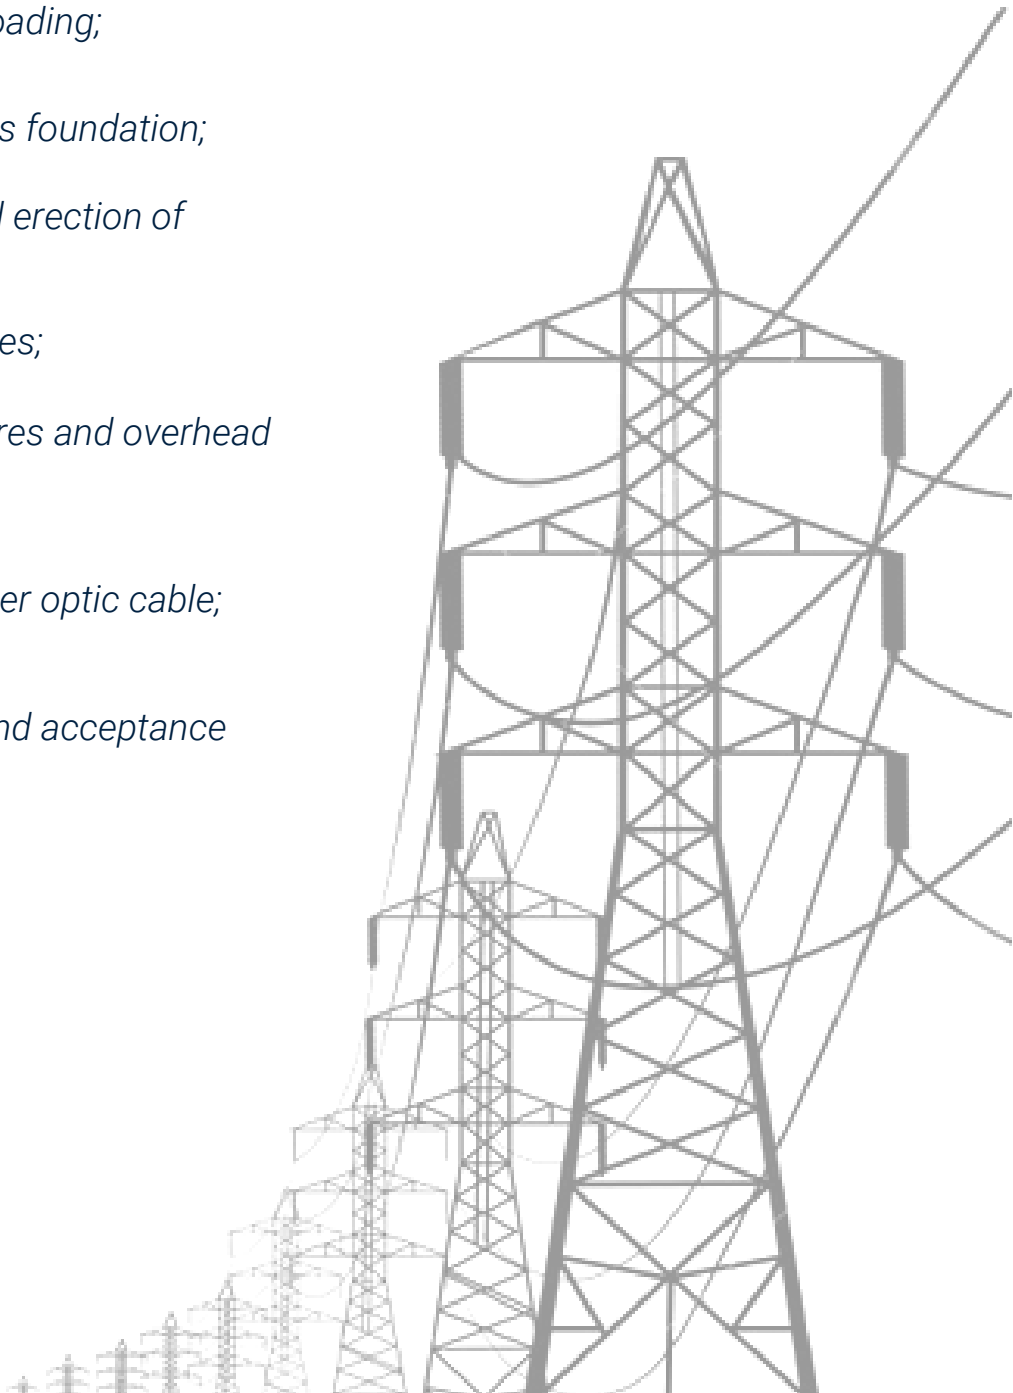 oading;
s foundation;
l erection of
es;
res and overhead
er optic cable;
nd acceptance